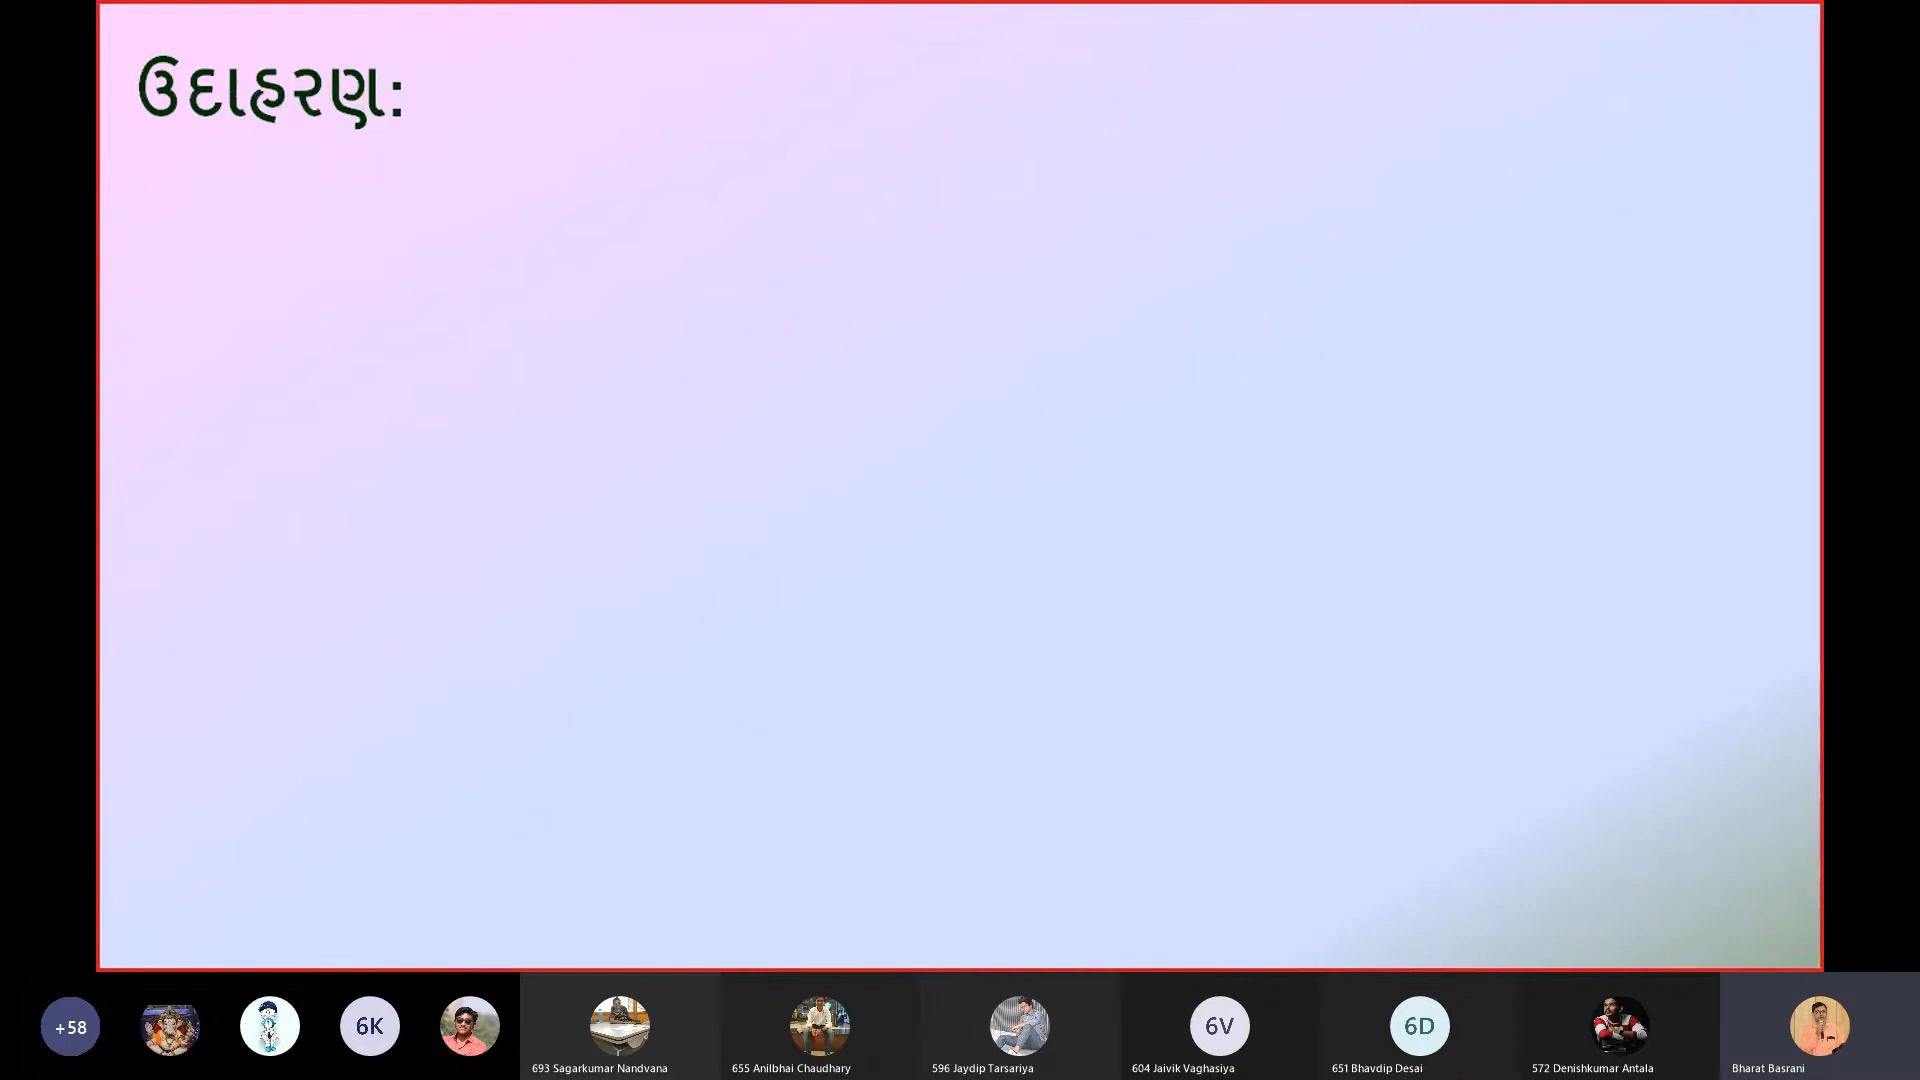 ઉદાહરણ:
+58
6K
693 Sagarkumar Nandvana
655 Anilbhai Chaudhary
596 Jaydip Tarsariya
6V
604 Jaivik Vaghasiya
6D
651 Bhavdip Desai
572 Denishkumar Antala
Bharat Basrani